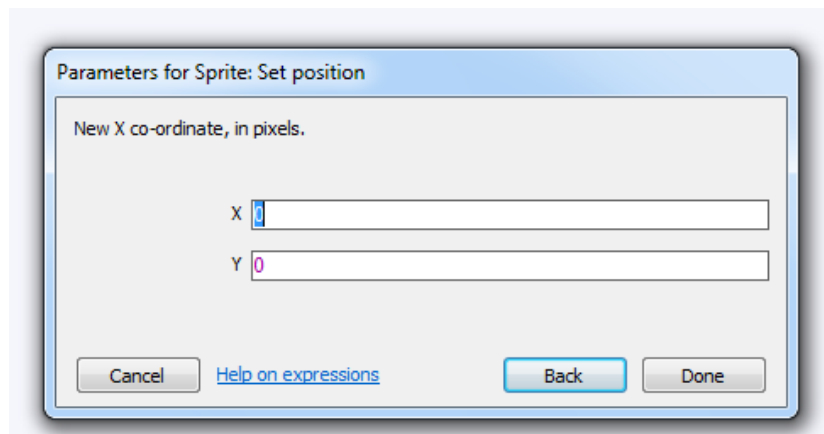 Parameters for Sprite: Set position
New X co-ordinate, in pixels.
X 0
Y 0
Cancel Help on expressions Back Done